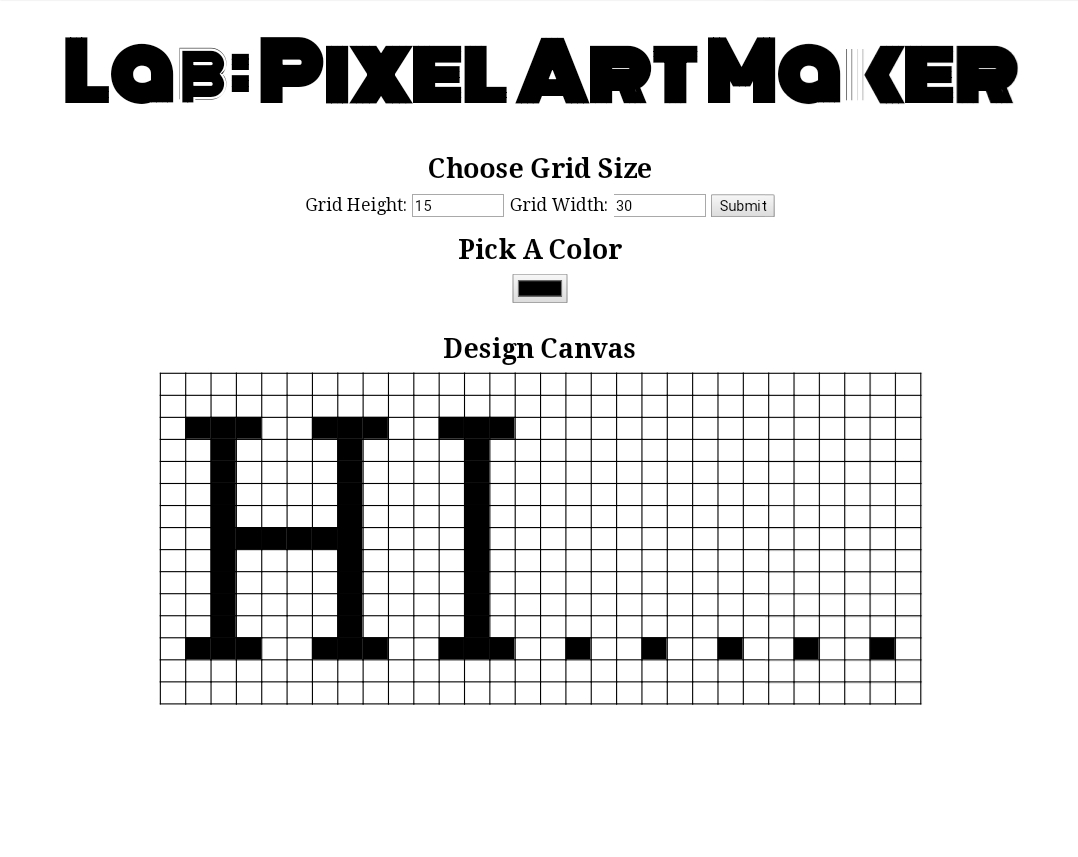 Lab: Pixel Art Maker
Choose Grid Size
Grid Height: 15 Grid Width: 30 Submit
Pick A Color
Design Canvas
HI.....